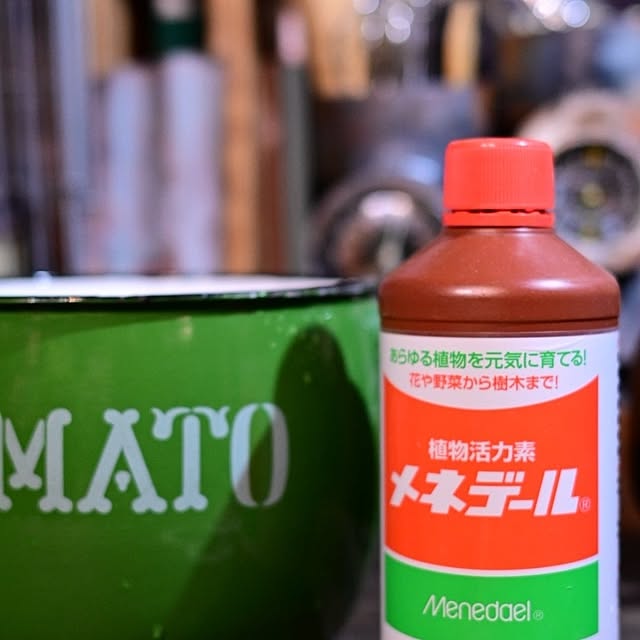 MATO
あらゆる植物を元気に育てる!
花や野菜から樹木まで!
植物活力素
メネデール®
Menedael®